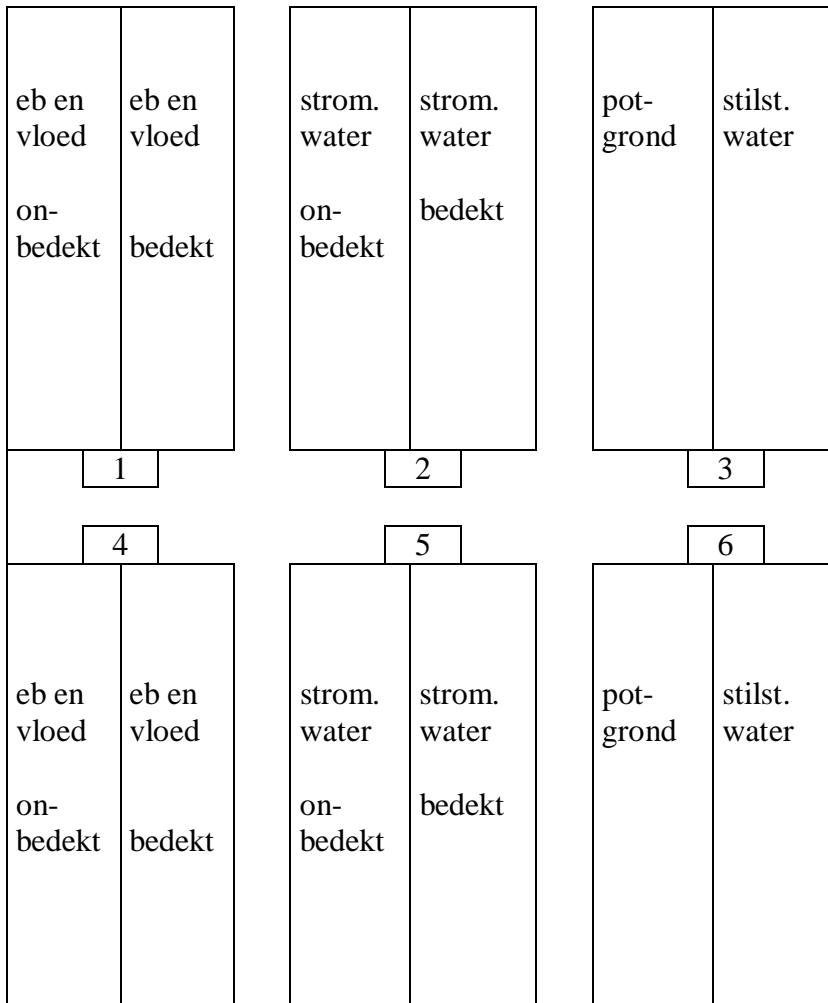 eb en
vloed
on-
bedekt
eb en
vloed
bedekt
strom.
water
on-
bedekt
strom.
water
bedekt
pot-
grond
stilst.
water
1
2
3
4
5
6
eb en
vloed
on-
bedekt
eb en
vloed
bedekt
strom.
water
on-
bedekt
strom.
water
bedekt
pot-
grond
stilst.
water